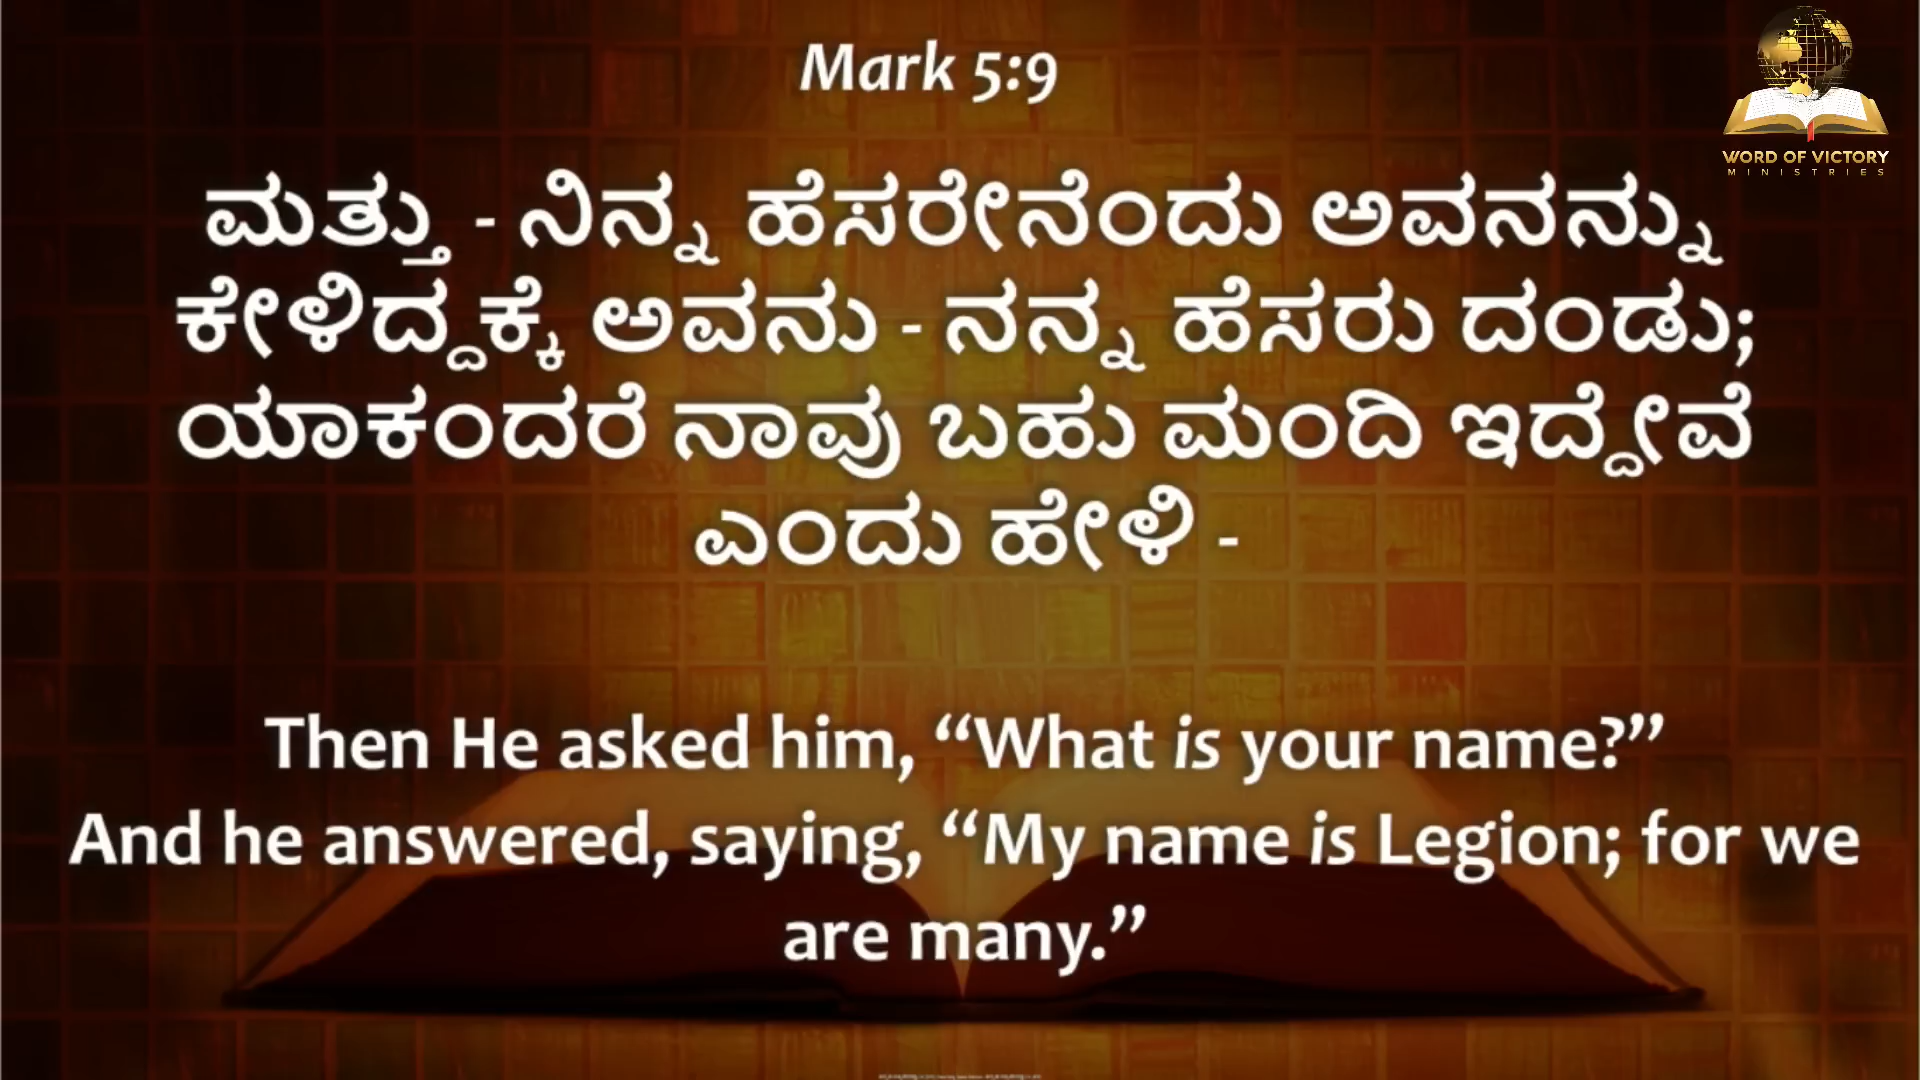 Mark 5:9
WORD OF VICTORY
MINISTRIES
ಮತ್ತು - ನಿನ್ನ ಹೆಸರೇನೆಂದು ಅವನನ್ನು
ಕೇಳಿದ್ದಕ್ಕೆ ಅವನು - ನನ್ನ ಹೆಸರು ದಂಡು;
ಯಾಕಂದರೆ ನಾವು ಬಹು ಮಂದಿ ಇದ್ದೇವೆ
ಎಂದು ಹೇಳಿ -
Then He asked him, “What is your name?”
And he answered, saying, “My name is Legion; for we
are many.”